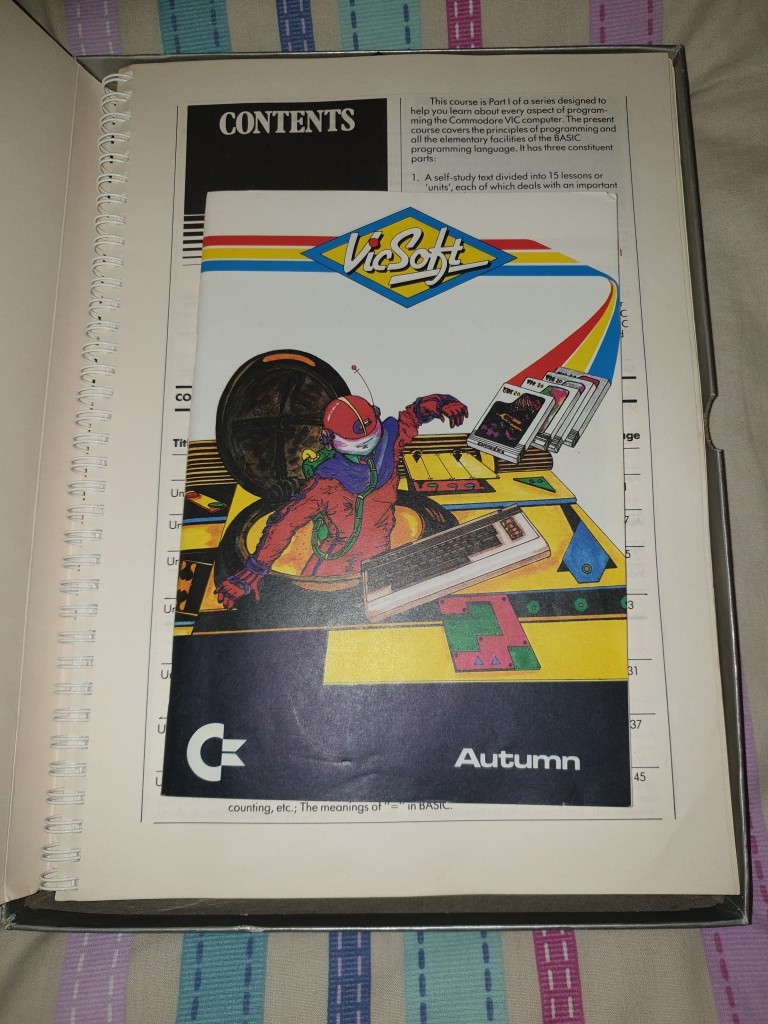 CONTENTS
This course is Part I of a series designed to
help you learn about every aspect of program-
ming the Commodore VIC computer. The present
course covers the principles of programming and
all the elementary facilities of the BASIC
programming language. It has three constituent
parts:
1. A self-study text divided into 15 lessons or
'units', each of which deals with an important
VicSoft
Autumn
31
37
45
counting, etc.; The meanings of "=" in BASIC.